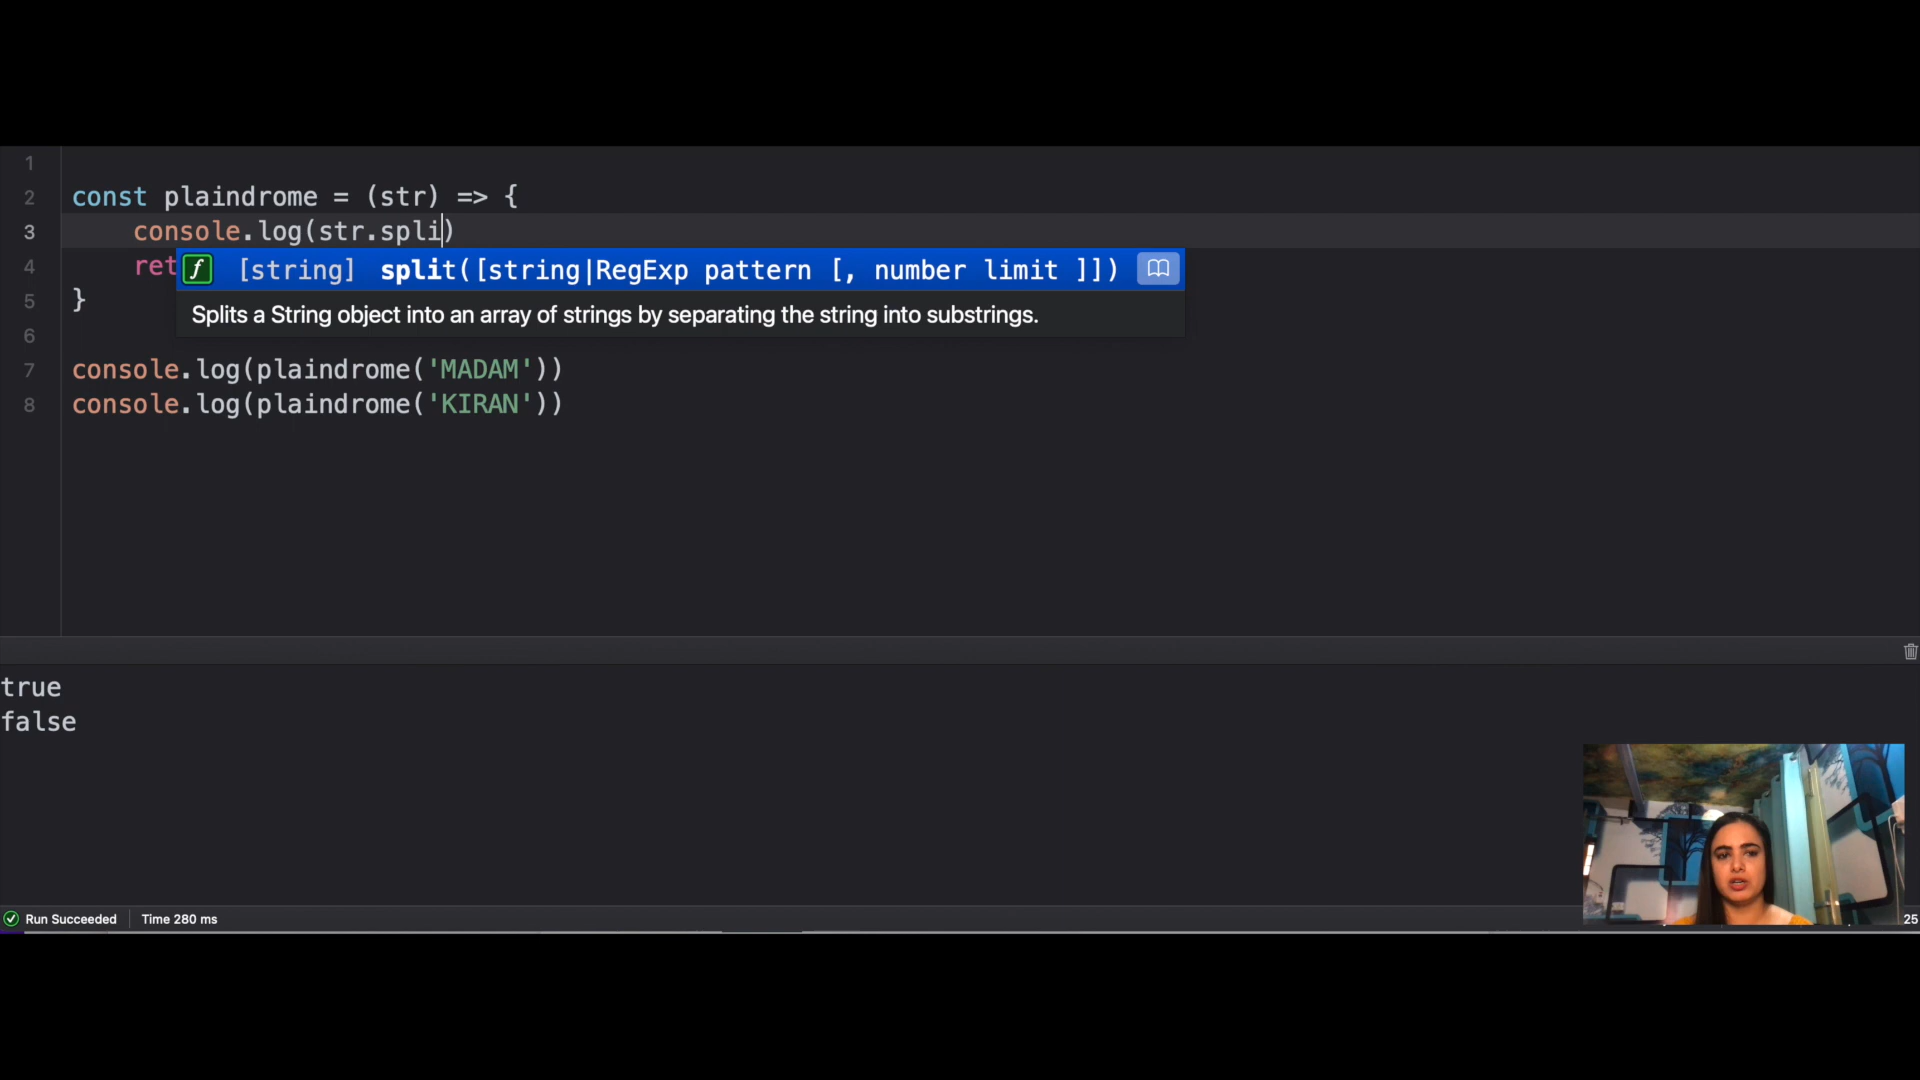 1
2 const plaindrome = (str) => {
3 console.log(str.spli)
4 ret
f [string] split([string|RegExp pattern [, number limit ]])
Splits a String object into an array of strings by separating the string into substrings.
5 }
6
7 console.log(plaindrome('MADAM'))
8 console.log(plaindrome('KIRAN'))
true
false
Run Succeeded Time 280 ms
25